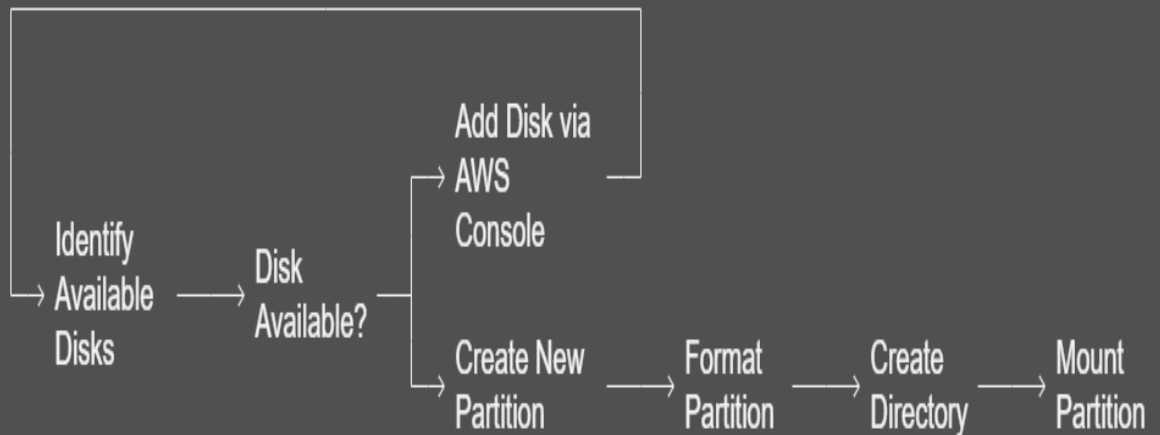 Identify
Available
Disks
Disk
Available?
Add Disk via
AWS
Console
Create New
Partition
Format
Partition
Create
Directory
Mount
Partition